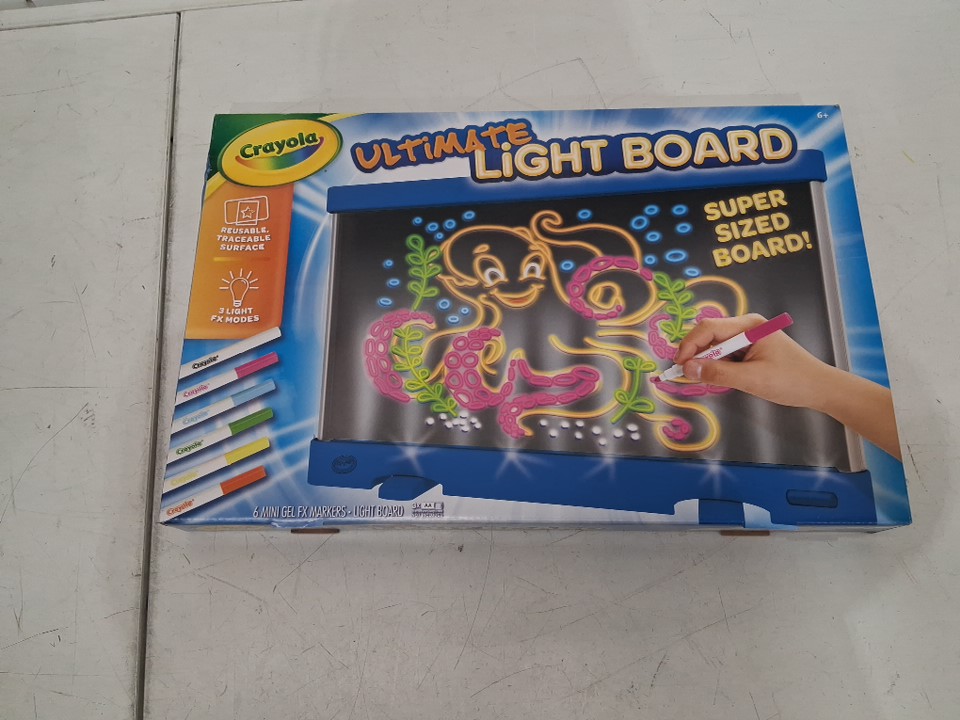 Crayola
ULTIMATE
LIGHT BOARD
6+
SUPER
SIZED
BOARD!
REUSABLE,
TRACEABLE
SURFACE
3 LIGHT
FX MODES
Crayola
Crayola
Crayola
Crayola
Crayola
Crayola
Crayola
6 MINI GEL FX MARKERS • LIGHT BOARD